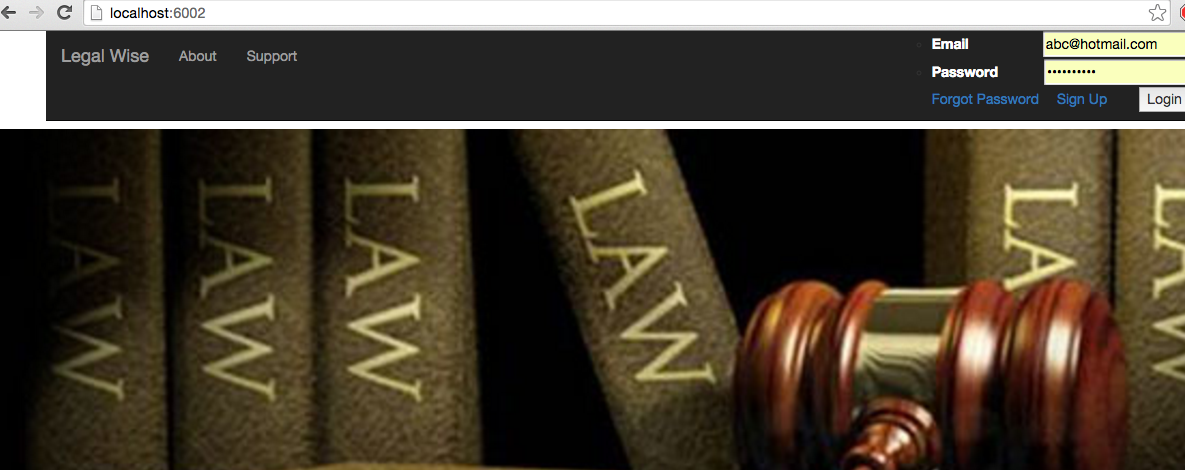 localhost:6002
Legal Wise About Support
Email abc@hotmail.com
Password ••••••••••
Forgot Password Sign Up Login
LAW LAW LAW LAW LAW